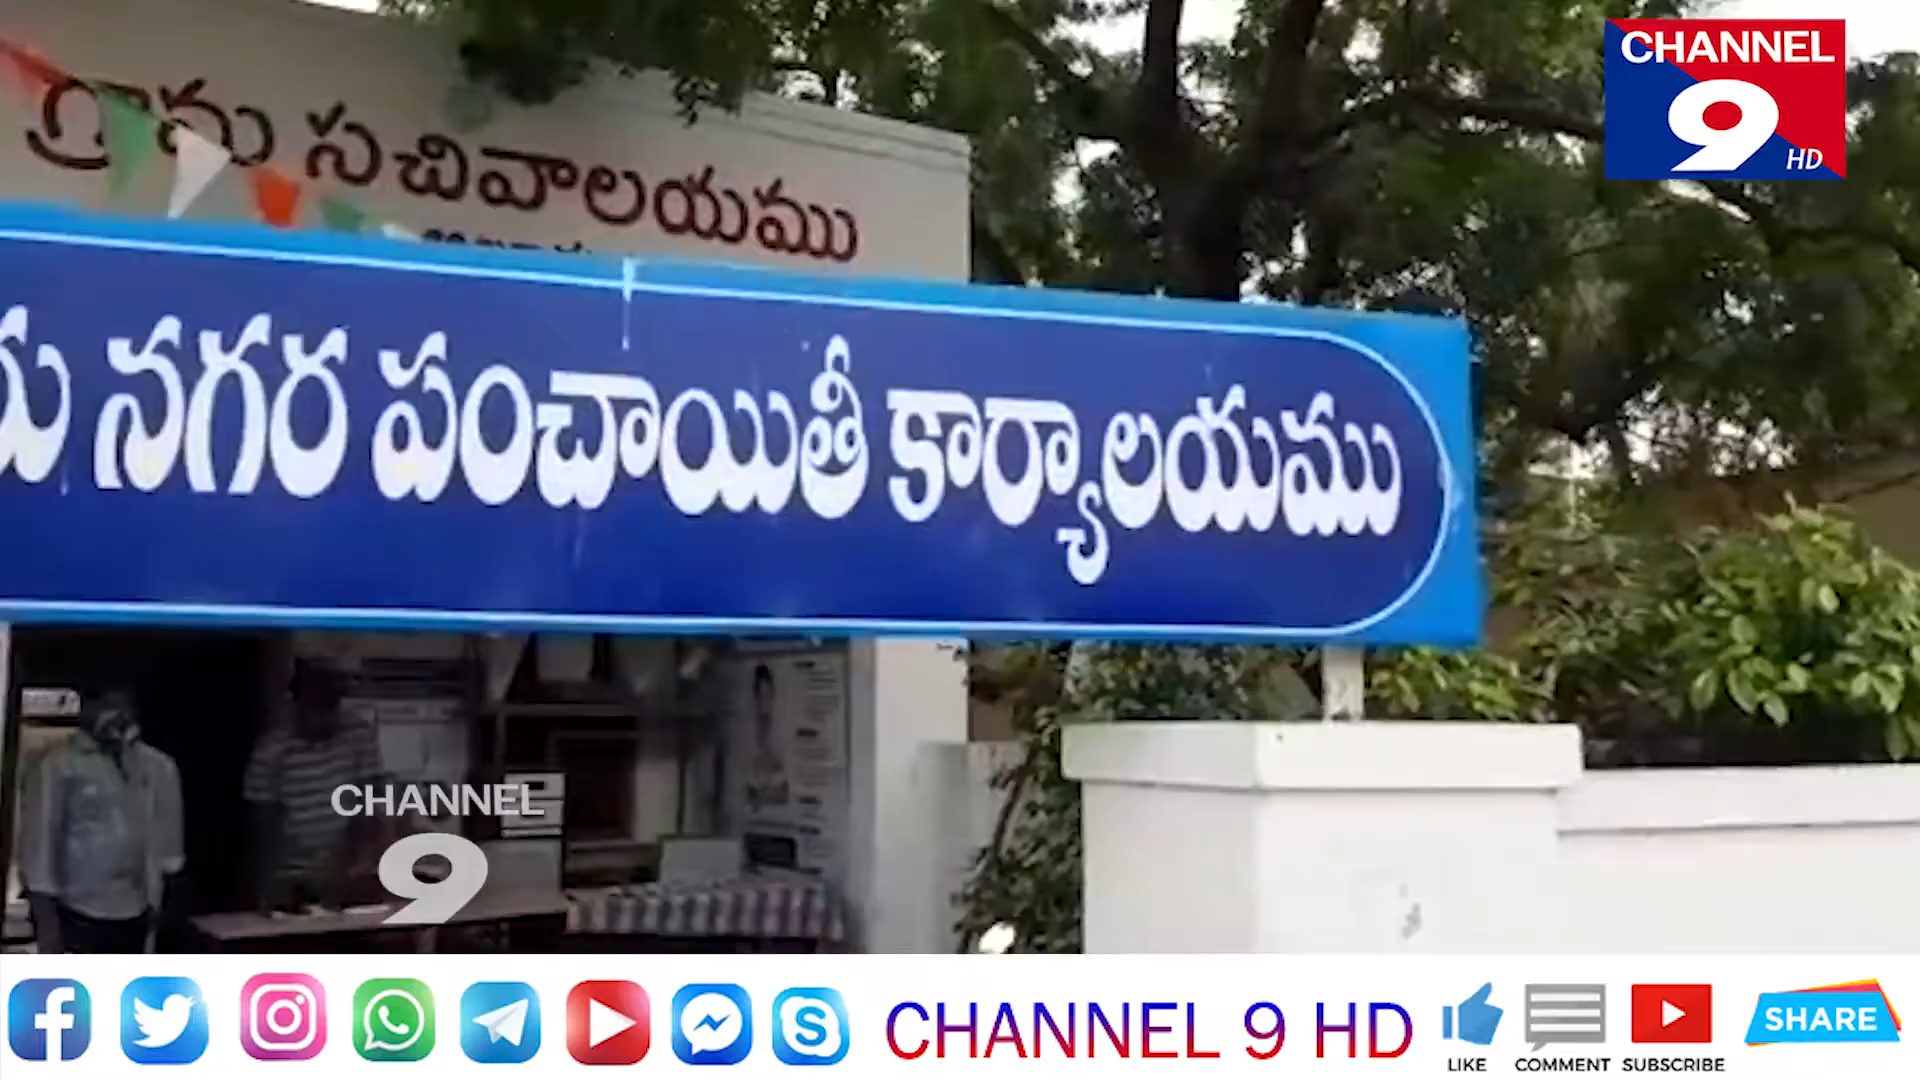 గ్రామ సచివాలయము
నగర పంచాయితీ కార్యాలయము
CHANNEL
9
HD
CHANNEL
9
CHANNEL 9 HD
LIKE
COMMENT
SUBSCRIBE
SHARE